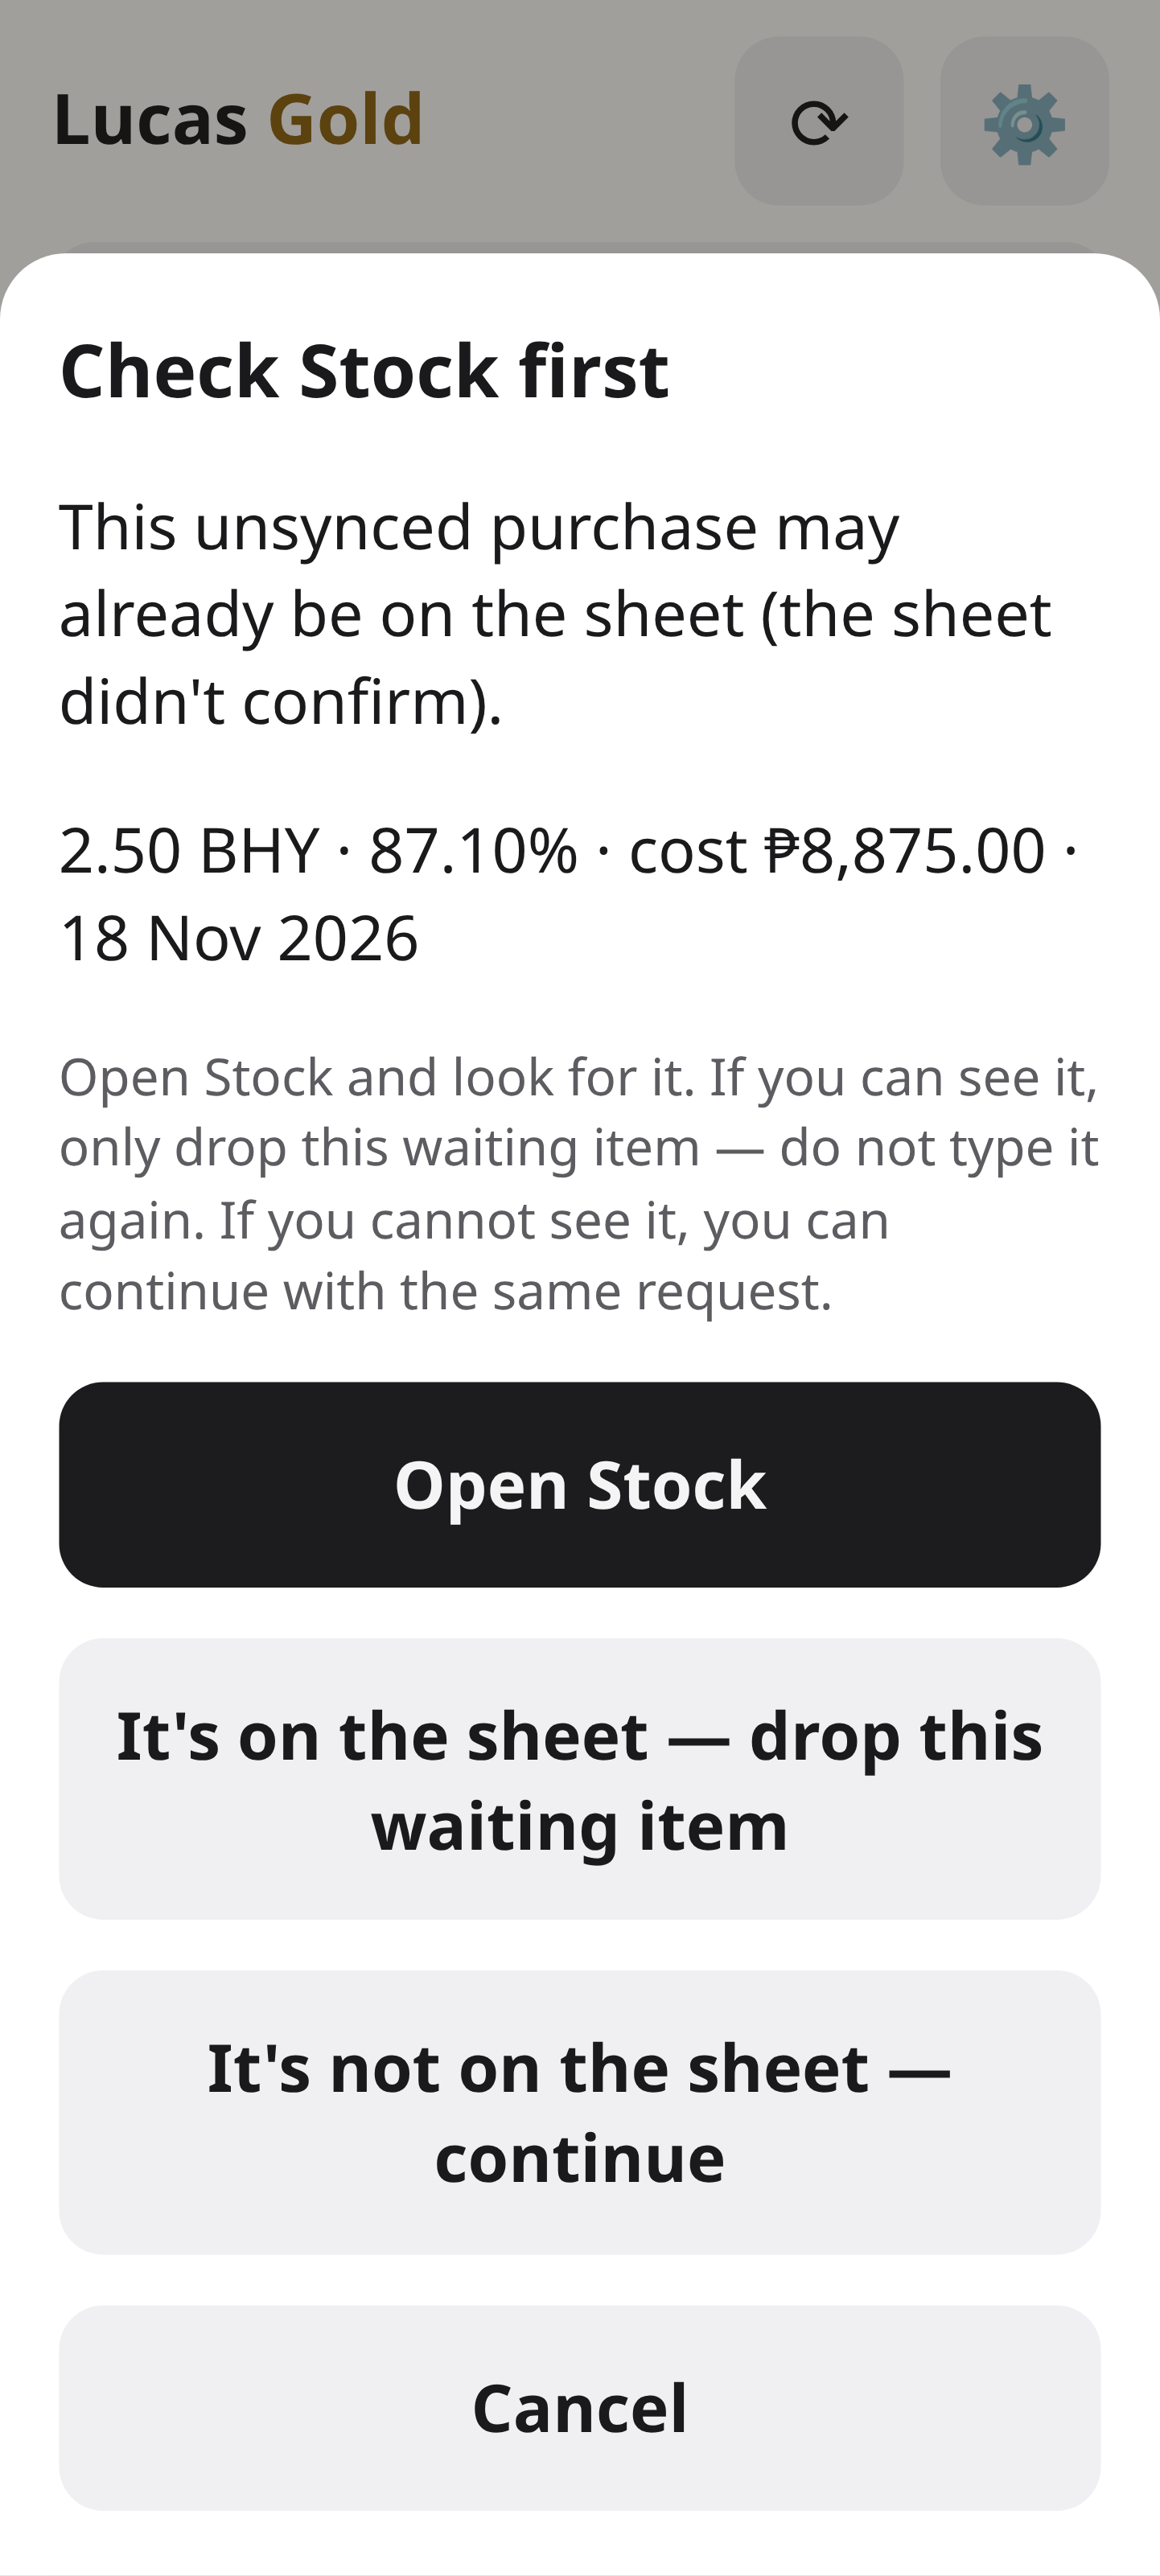 Lucas Gold
Check Stock first
This unsynced purchase may
already be on the sheet (the sheet
didn't confirm).
2.50 BHY · 87.10% · cost ₱8,875.00 ·
18 Nov 2026
Open Stock and look for it. If you can see it,
only drop this waiting item — do not type it
again. If you cannot see it, you can
continue with the same request.
Open Stock
It's on the sheet — drop this
waiting item
It's not on the sheet —
continue
Cancel